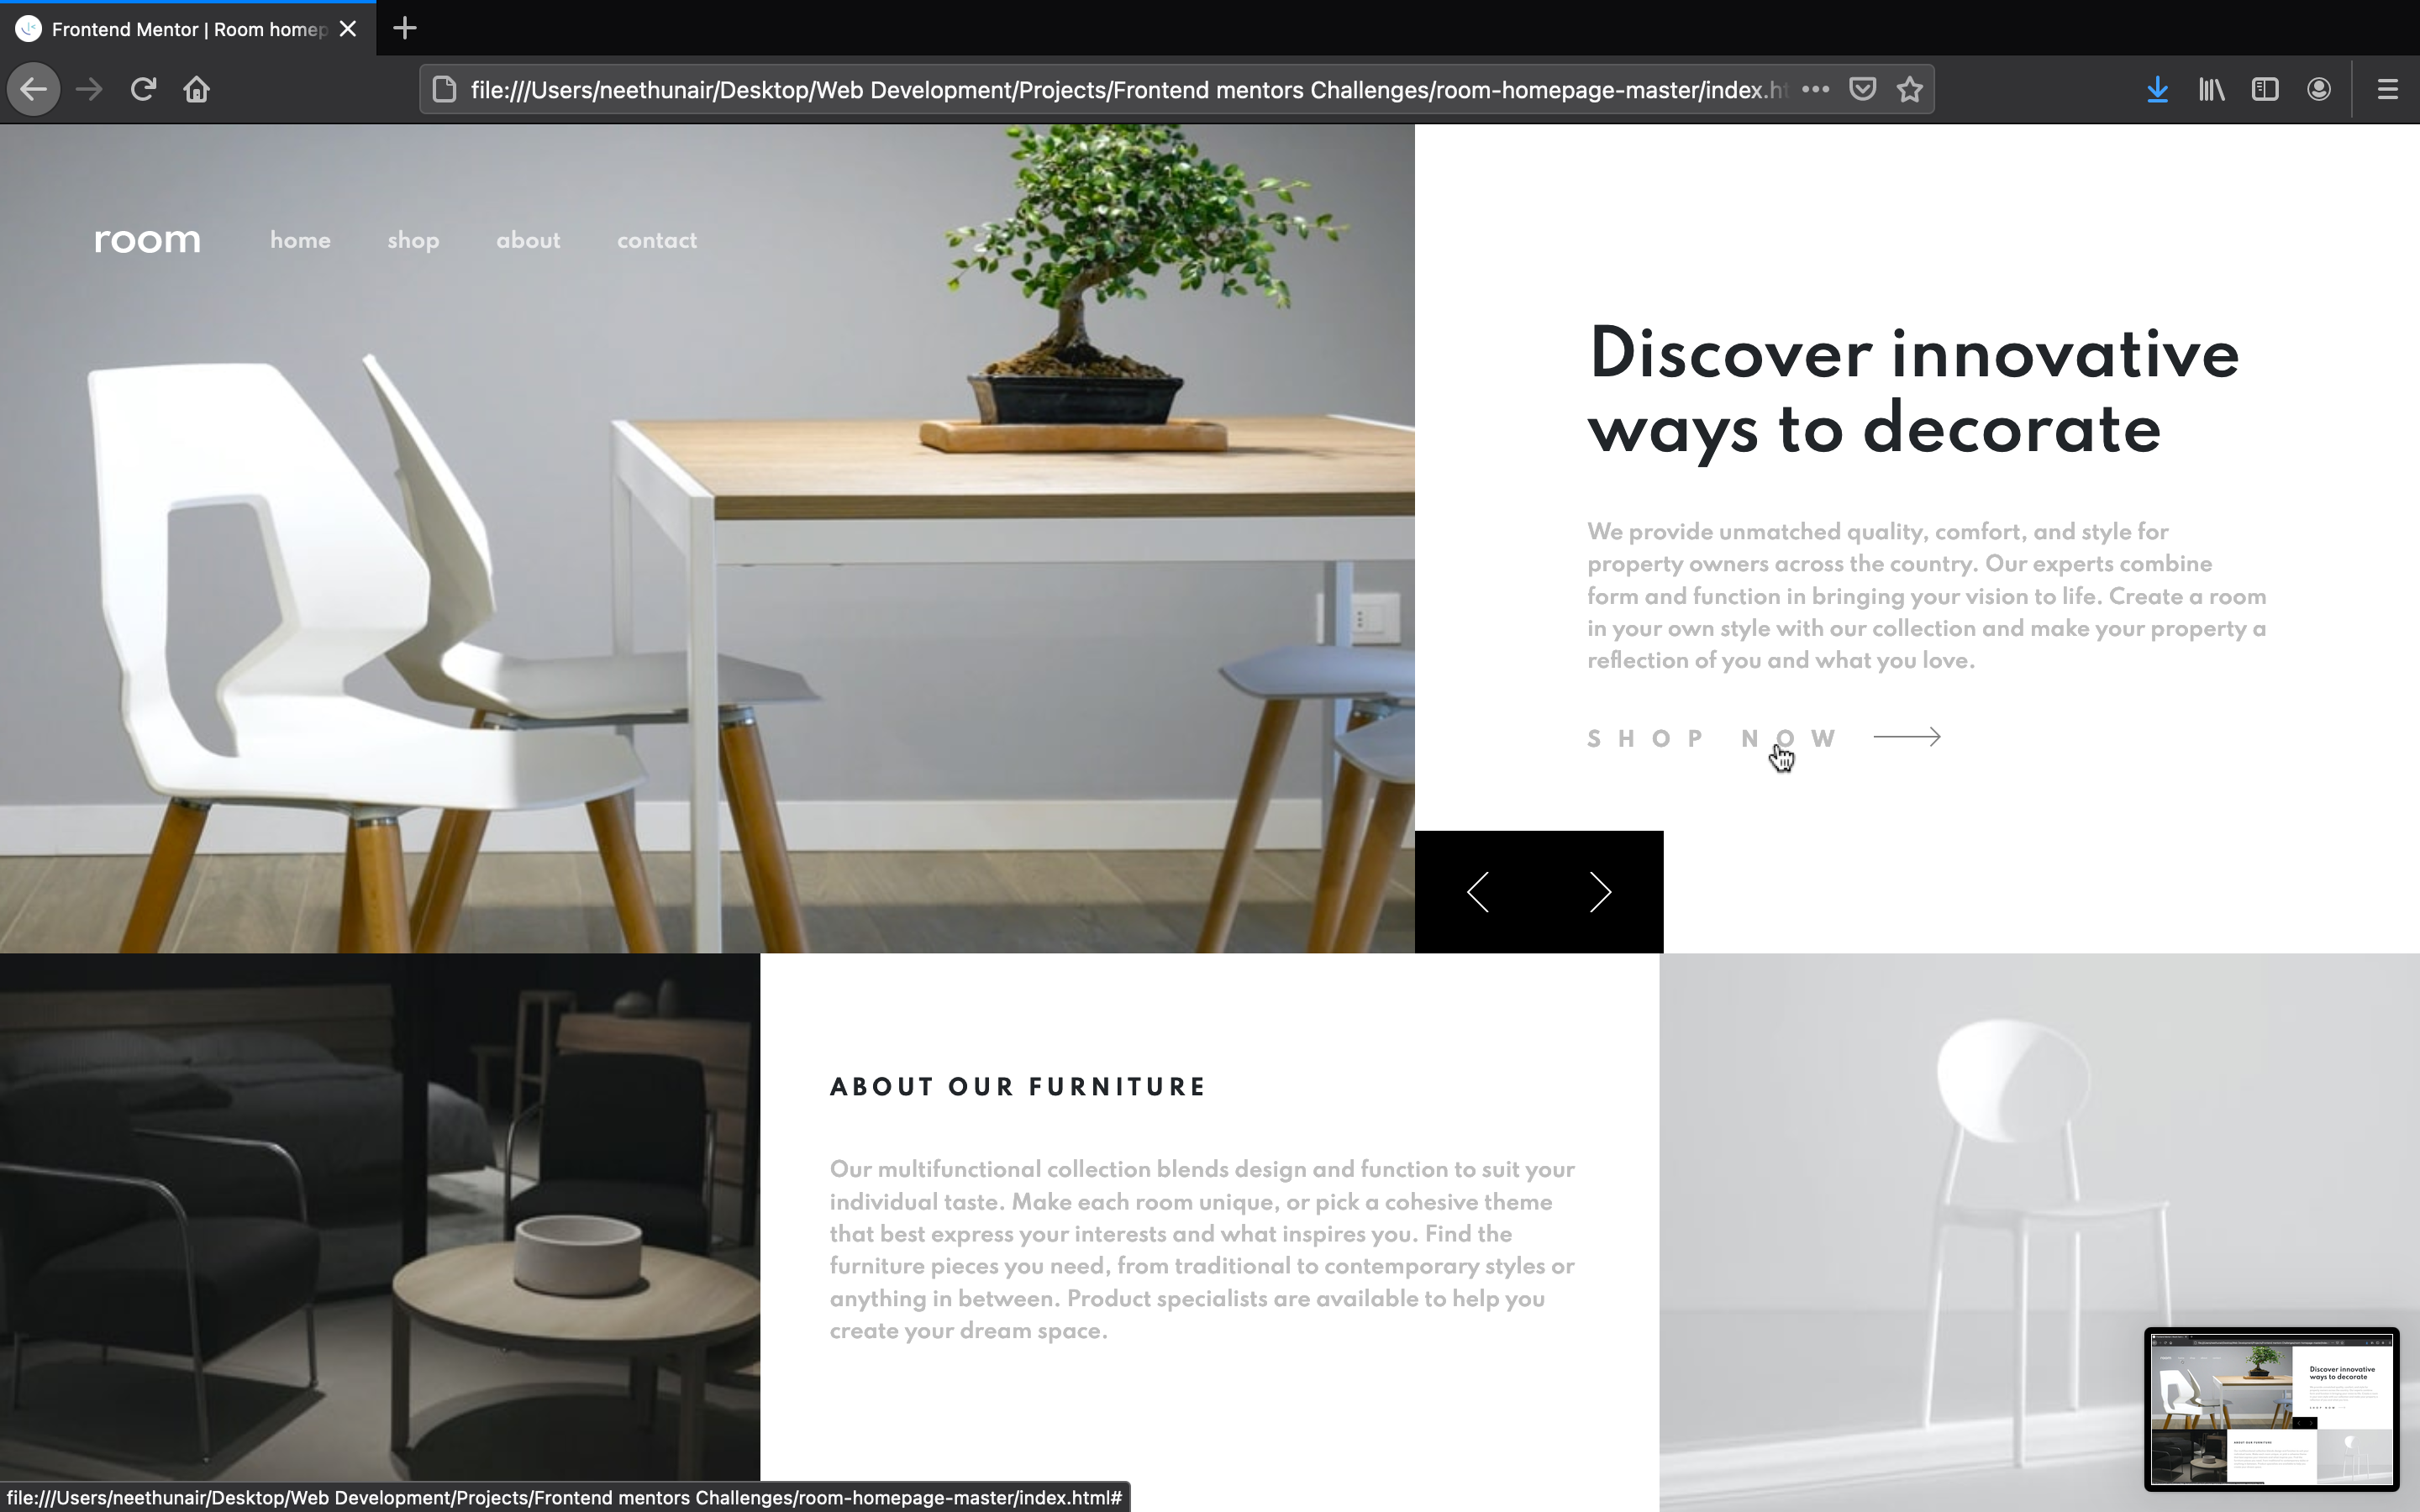 Frontend Mentor | Room homep
file:///Users/neethunair/Desktop/Web Development/Projects/Frontend mentors Challenges/room-homepage-master/index.ht
room home shop about contact
Discover innovative
ways to decorate
We provide unmatched quality, comfort, and style for
property owners across the country. Our experts combine
form and function in bringing your vision to life. Create a room
in your own style with our collection and make your property a
reflection of you and what you love.
SHOP NOW
ABOUT OUR FURNITURE
Our multifunctional collection blends design and function to suit your
individual taste. Make each room unique, or pick a cohesive theme
that best express your interests and what inspires you. Find the
furniture pieces you need, from traditional to contemporary styles or
anything in between. Product specialists are available to help you
create your dream space.
Discover innovative
ways to decorate
file:///Users/neethunair/Desktop/Web Development/Projects/Frontend mentors Challenges/room-homepage-master/index.html#